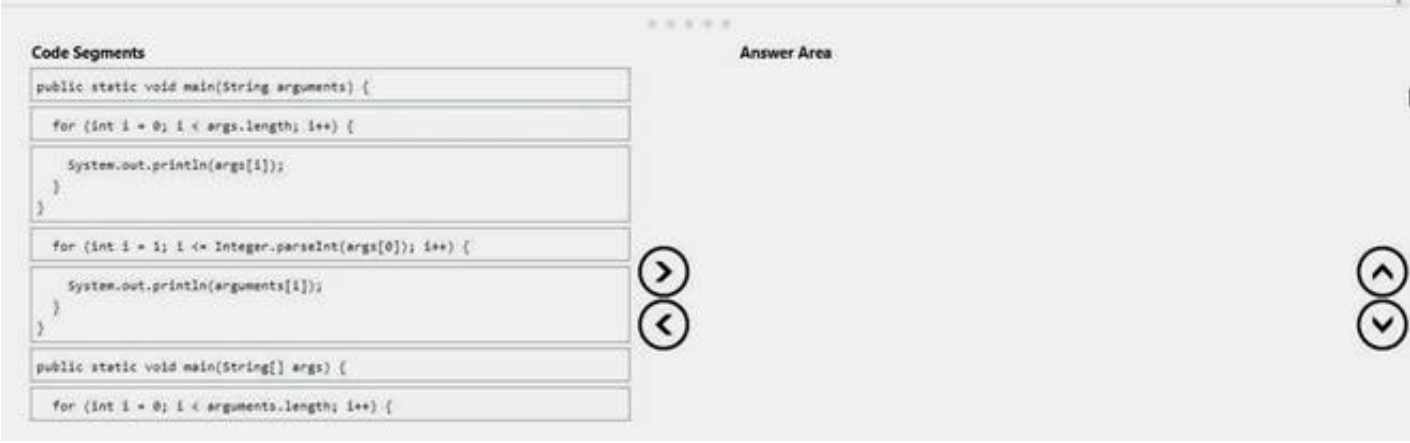 Code Segments
Answer Area
public static void main(String arguments) {
for (int i = 0; i < args.length; i++) {
System.out.println(args[i]);
}
}
for (int i = 1; i <= Integer.parseInt(args[0]); i++) {
System.out.println(arguments[i]);
}
}
public static void main(String[] args) {
for (int i = 0; i < arguments.length; i++) {